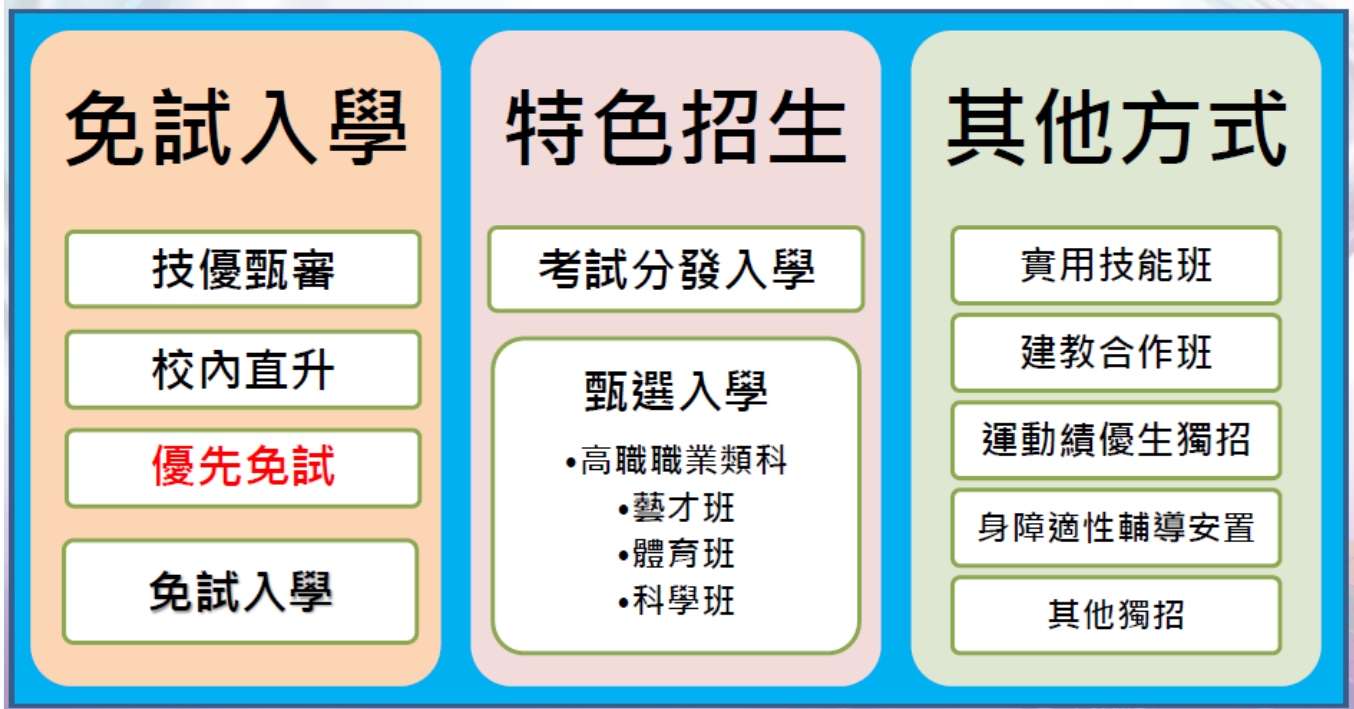 免試入學
技優甄審
校內直升
優先免試
免試入學
特色招生
考試分發入學
甄選入學
•高職職業類科
•藝才班
•體育班
•科學班
其他方式
實用技能班
建教合作班
運動績優生獨招
身障適性輔導安置
其他獨招